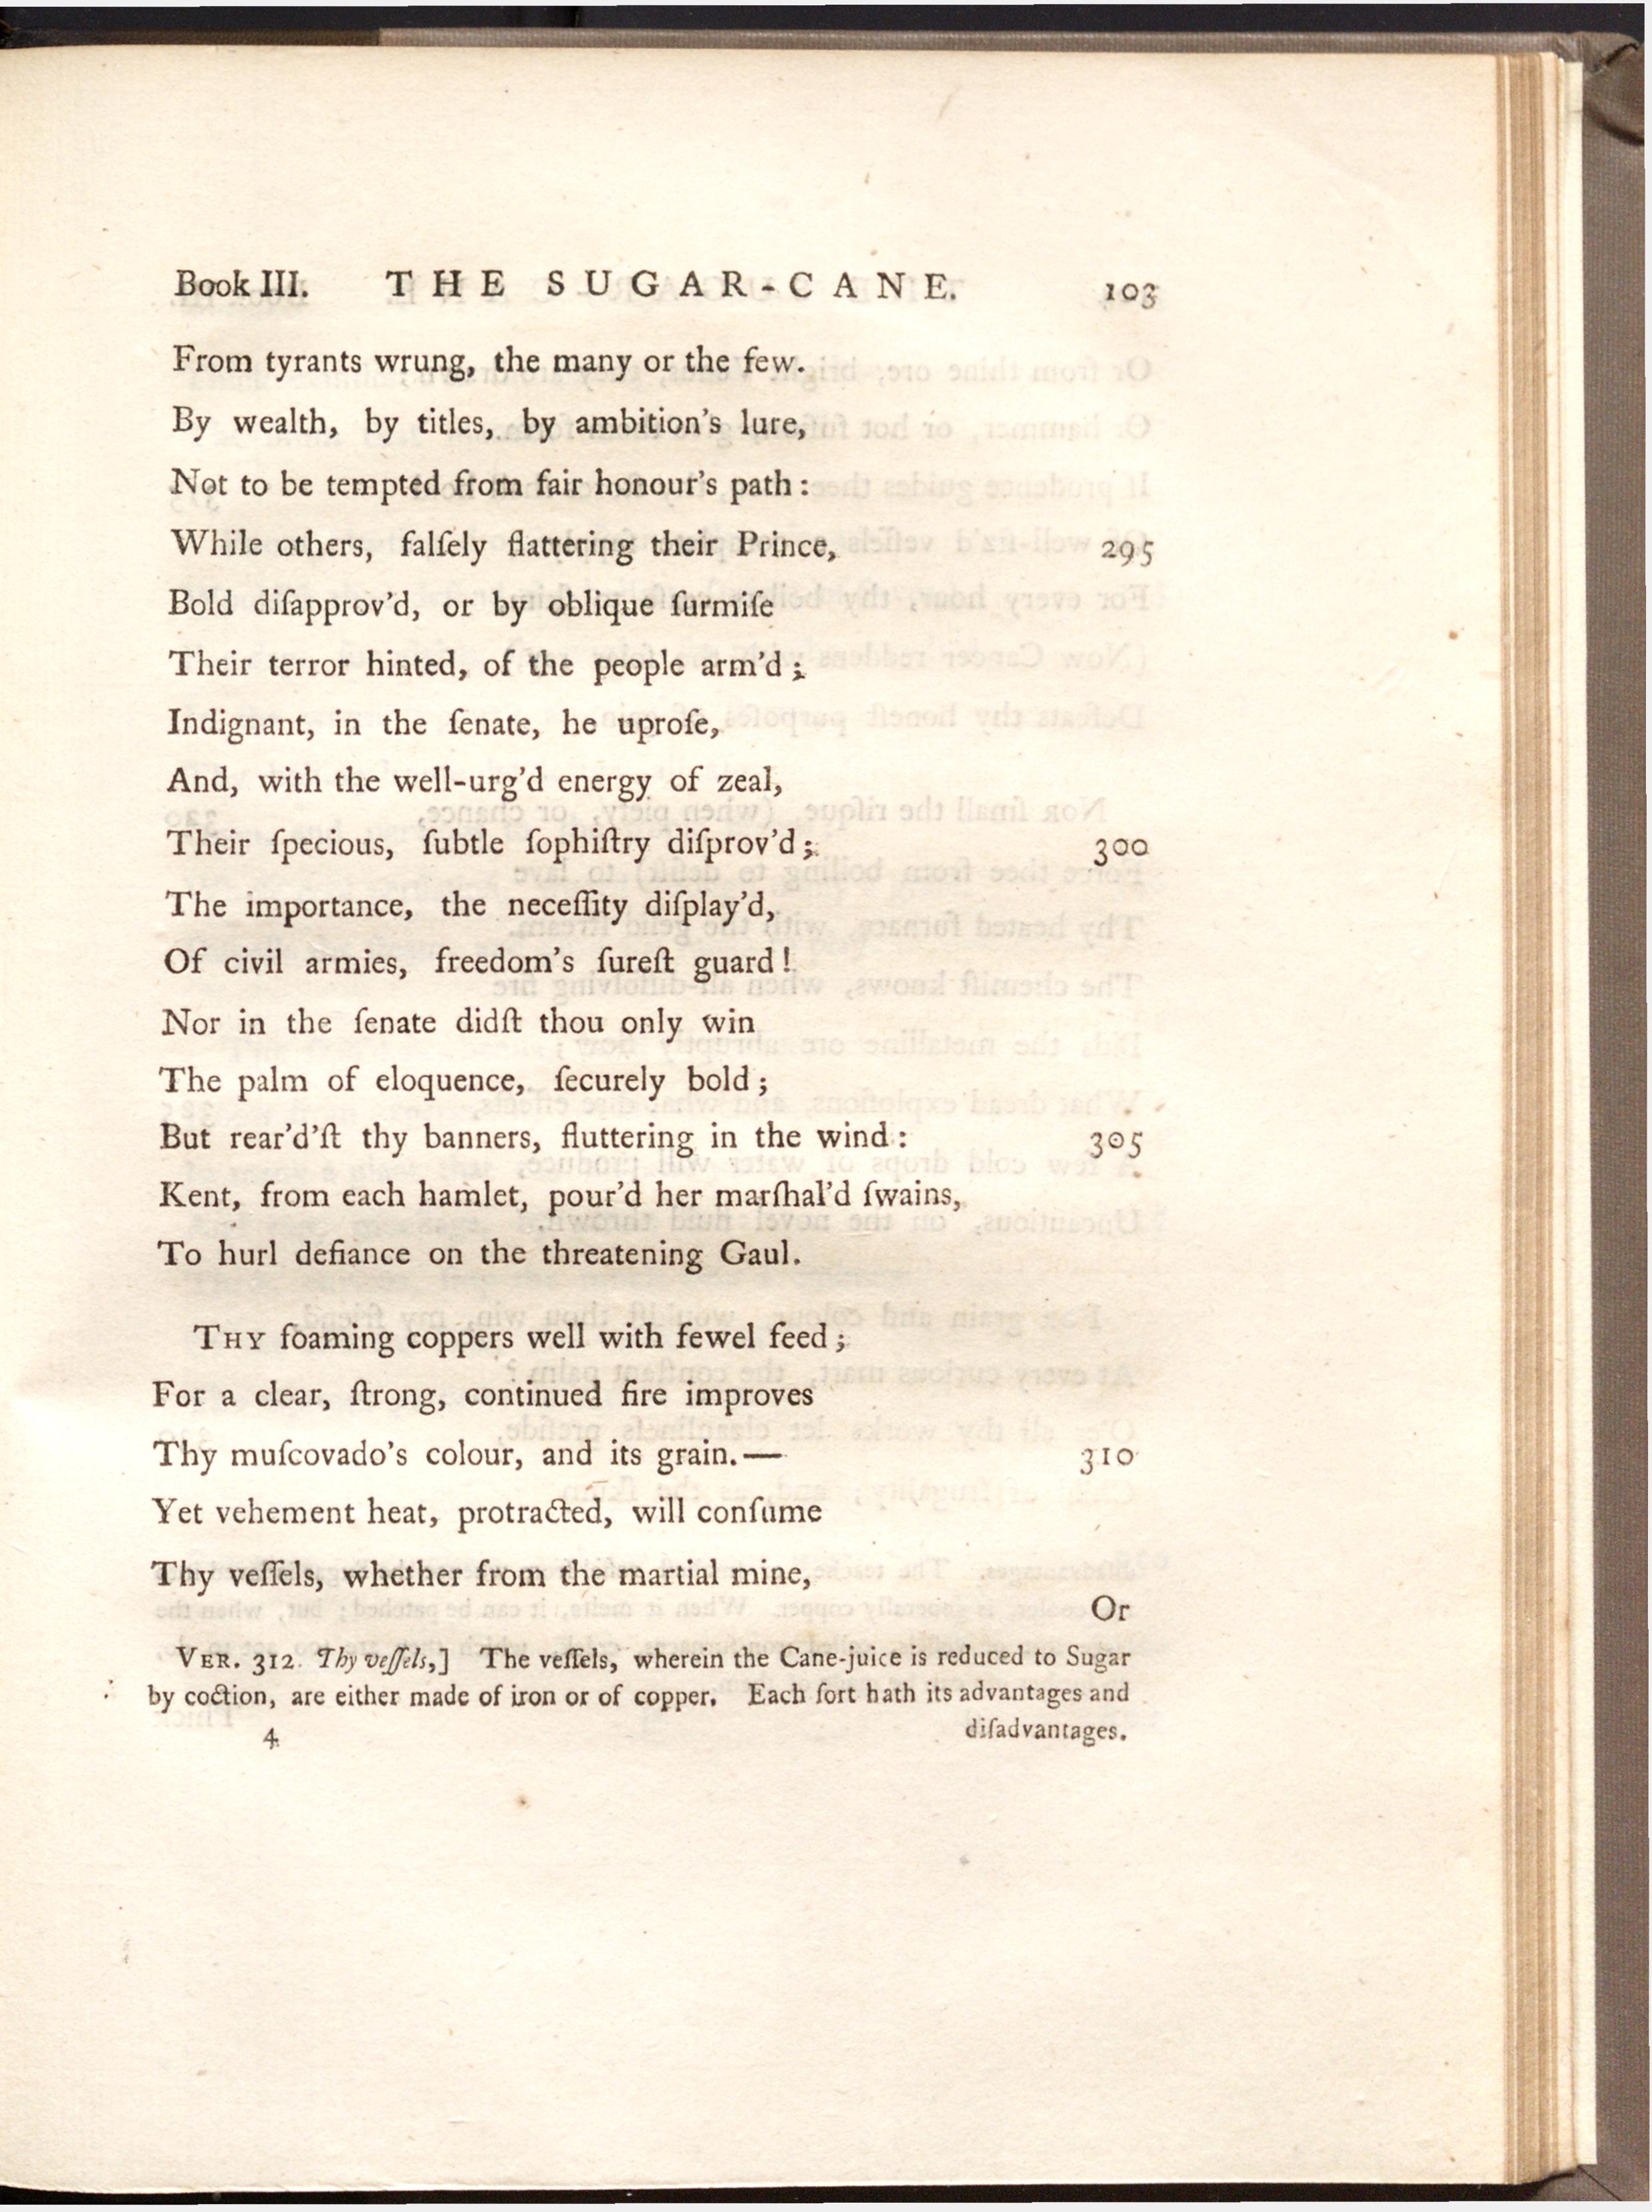 Book III. THE SUGAR-CANE. 103
From tyrants wrung, the many or the few.
By wealth, by titles, by ambition's lure,
Not to be tempted from fair honour's path:
While others, falſely flattering their Prince, 295
Bold diſapprov'd, or by oblique ſurmiſe
Their terror hinted, of the people arm'd;
Indignant, in the ſenate, he uproſe,
And, with the well-urg'd energy of zeal,
Their ſpecious, ſubtle ſophiſtry diſprov'd; 300
The importance, the neceſſity diſplay'd,
Of civil armies, freedom's ſureſt guard!
Nor in the ſenate didſt thou only win
The palm of eloquence, ſecurely bold;
But rear'd'ſt thy banners, fluttering in the wind: 305
Kent, from each hamlet, pour'd her marſhal'd ſwains,
To hurl defiance on the threatening Gaul.
THY foaming coppers well with fewel feed;
For a clear, ſtrong, continued fire improves
Thy muſcovado's colour, and its grain.— 310
Yet vehement heat, protracted, will conſume
Thy veſſels, whether from the martial mine,
Or
VER. 312. Thy veſſels,] The veſſels, wherein the Cane-juice is reduced to Sugar
by coction, are either made of iron or of copper. Each ſort hath its advantages and
4 diſadvantages.